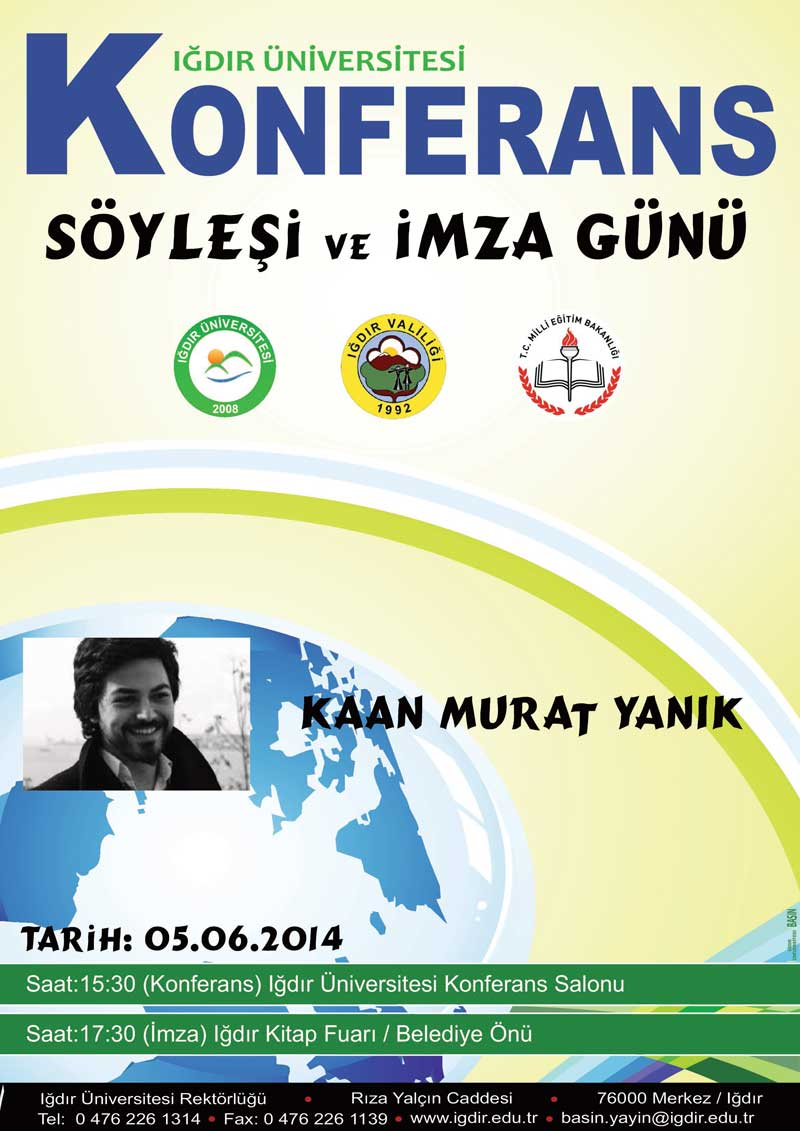 IĞDIR ÜNİVERSİTESİ
KONFERANS
SÖYLEŞİ VE İMZA GÜNÜ
IĞDIR ÜNİVERSİTESİ
2008
IĞDIR VALİLİĞİ
1992
T.C. MİLLİ EĞİTİM BAKANLIĞI
KAAN MURAT YANIK
TARİH: 05.06.2014
BASIN
Saat:15:30 (Konferans) Iğdır Üniversitesi Konferans Salonu
Saat:17:30 (İmza) Iğdır Kitap Fuarı / Belediye Önü
Iğdır Üniversitesi Rektörlüğü • Rıza Yalçın Caddesi • 76000 Merkez / Iğdır
Tel: 0 476 226 1314 • Fax: 0 476 226 1139 • www.igdir.edu.tr • basin.yayin@igdir.edu.tr